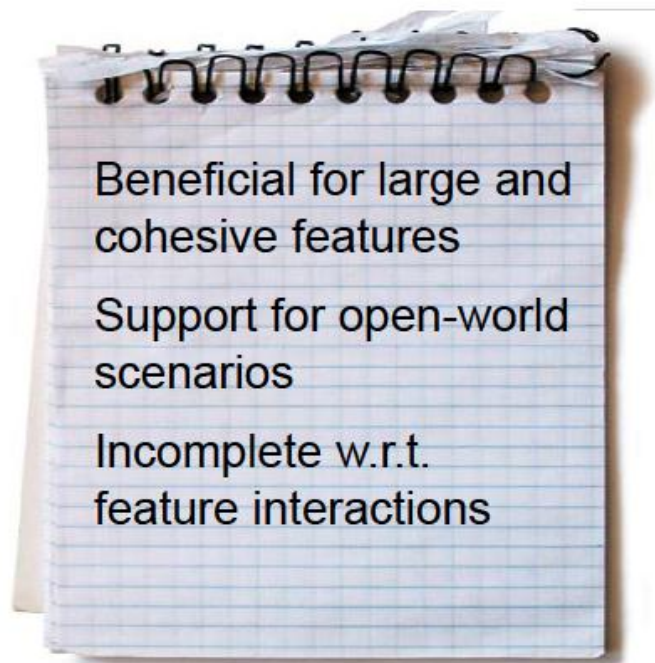 Beneficial for large and
cohesive features
Support for open-world
scenarios
Incomplete w.r.t.
feature interactions